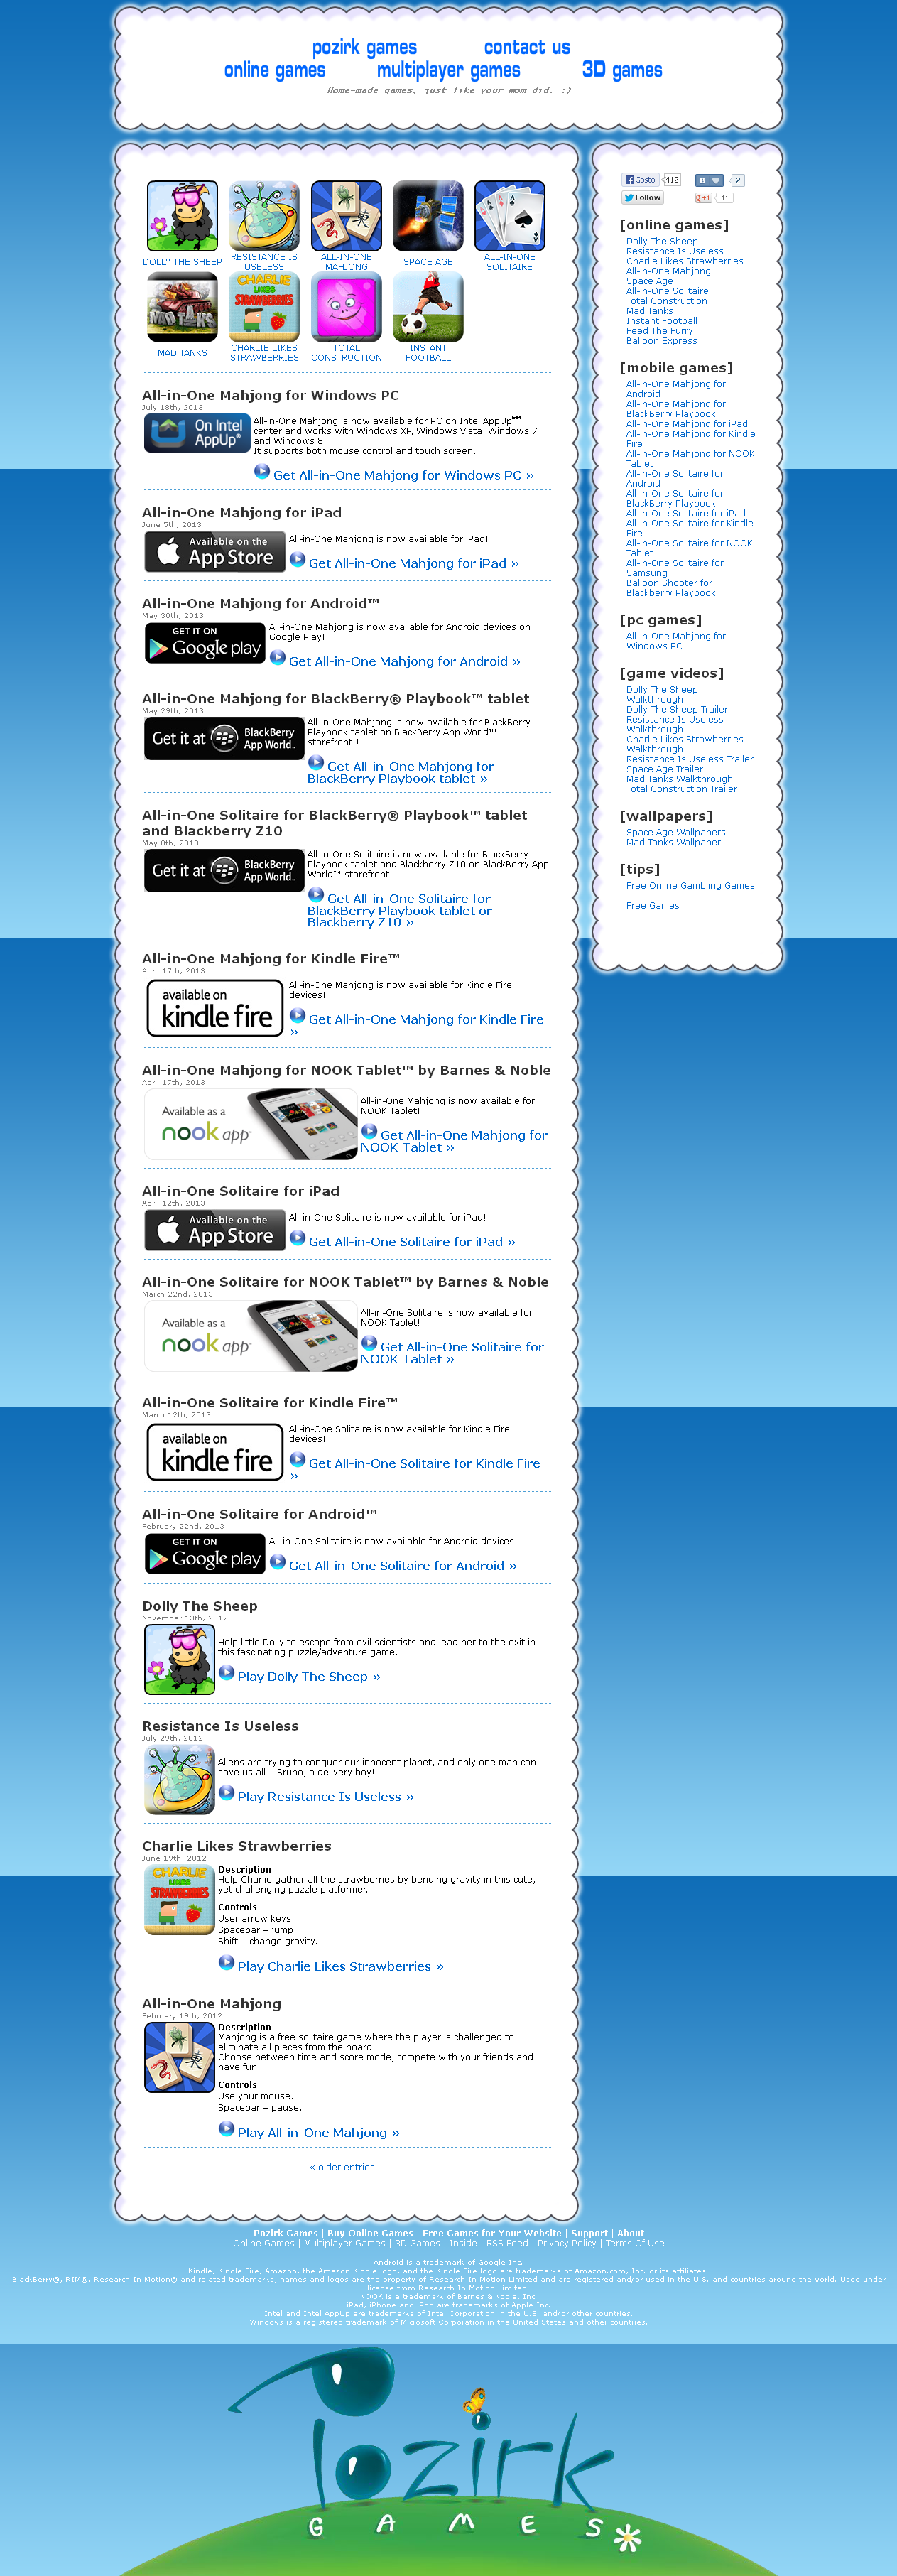 pozirk games contact us
online games multiplayer games 3D games
Home-made games, just like your mom did. :)
DOLLY THE SHEEP
RESISTANCE IS
USELESS
ALL-IN-ONE
MAHJONG
SPACE AGE
ALL-IN-ONE
SOLITAIRE
MAD TANKS
CHARLIE LIKES
STRAWBERRIES
TOTAL
CONSTRUCTION
INSTANT
FOOTBALL
All-in-One Mahjong for Windows PC
July 18th, 2013
On Intel
AppUp®
All-in-One Mahjong is now available for PC on Intel AppUp℠
center and works with Windows XP, Windows Vista, Windows 7
and Windows 8.
It supports both mouse control and touch screen.
Get All-in-One Mahjong for Windows PC »
All-in-One Mahjong for iPad
June 5th, 2013
Available on the
App Store
All-in-One Mahjong is now available for iPad!
Get All-in-One Mahjong for iPad »
All-in-One Mahjong for Android™
May 30th, 2013
GET IT ON
Google play
All-in-One Mahjong is now available for Android devices on
Google Play!
Get All-in-One Mahjong for Android »
All-in-One Mahjong for BlackBerry® Playbook™ tablet
May 29th, 2013
Get it at BlackBerry
App World™
All-in-One Mahjong is now available for BlackBerry
Playbook tablet on BlackBerry App World™
storefront!!
Get All-in-One Mahjong for
BlackBerry Playbook tablet »
All-in-One Solitaire for BlackBerry® Playbook™ tablet
and Blackberry Z10
May 8th, 2013
Get it at BlackBerry
App World™
All-in-One Solitaire is now available for BlackBerry
Playbook tablet and Blackberry Z10 on BlackBerry App
World™ storefront!
Get All-in-One Solitaire for
BlackBerry Playbook tablet or
Blackberry Z10 »
All-in-One Mahjong for Kindle Fire™
April 17th, 2013
available on
kindle fire
All-in-One Mahjong is now available for Kindle Fire
devices!
Get All-in-One Mahjong for Kindle Fire
»
All-in-One Mahjong for NOOK Tablet™ by Barnes & Noble
April 17th, 2013
Available as a
nook app™
All-in-One Mahjong is now available for
NOOK Tablet!
Get All-in-One Mahjong for
NOOK Tablet »
All-in-One Solitaire for iPad
April 12th, 2013
Available on the
App Store
All-in-One Solitaire is now available for iPad!
Get All-in-One Solitaire for iPad »
All-in-One Solitaire for NOOK Tablet™ by Barnes & Noble
March 22nd, 2013
Available as a
nook app™
All-in-One Solitaire is now available for
NOOK Tablet!
Get All-in-One Solitaire for
NOOK Tablet »
All-in-One Solitaire for Kindle Fire™
March 12th, 2013
available on
kindle fire
All-in-One Solitaire is now available for Kindle Fire
devices!
Get All-in-One Solitaire for Kindle Fire
»
All-in-One Solitaire for Android™
February 22nd, 2013
GET IT ON
Google play
All-in-One Solitaire is now available for Android devices!
Get All-in-One Solitaire for Android »
Dolly The Sheep
November 13th, 2012
Help little Dolly to escape from evil scientists and lead her to the exit in
this fascinating puzzle/adventure game.
Play Dolly The Sheep »
Resistance Is Useless
July 29th, 2012
Aliens are trying to conquer our innocent planet, and only one man can
save us all – Bruno, a delivery boy!
Play Resistance Is Useless »
Charlie Likes Strawberries
June 19th, 2012
CHARLIE
LIKES
STRAWBERRIES
Description
Help Charlie gather all the strawberries by bending gravity in this cute,
yet challenging puzzle platformer.
Controls
User arrow keys.
Spacebar – jump.
Shift – change gravity.
Play Charlie Likes Strawberries »
All-in-One Mahjong
February 19th, 2012
Description
Mahjong is a free solitaire game where the player is challenged to
eliminate all pieces from the board.
Choose between time and score mode, compete with your friends and
have fun!
Controls
Use your mouse.
Spacebar – pause.
Play All-in-One Mahjong »
« older entries
Gosto 412
B 2
Follow
+1 11
[online games]
Dolly The Sheep
Resistance Is Useless
Charlie Likes Strawberries
All-in-One Mahjong
Space Age
All-in-One Solitaire
Total Construction
Mad Tanks
Instant Football
Feed The Furry
Balloon Express
[mobile games]
All-in-One Mahjong for
Android
All-in-One Mahjong for
BlackBerry Playbook
All-in-One Mahjong for iPad
All-in-One Mahjong for Kindle
Fire
All-in-One Mahjong for NOOK
Tablet
All-in-One Solitaire for
Android
All-in-One Solitaire for
BlackBerry Playbook
All-in-One Solitaire for iPad
All-in-One Solitaire for Kindle
Fire
All-in-One Solitaire for NOOK
Tablet
All-in-One Solitaire for
Samsung
Balloon Shooter for
Blackberry Playbook
[pc games]
All-in-One Mahjong for
Windows PC
[game videos]
Dolly The Sheep
Walkthrough
Dolly The Sheep Trailer
Resistance Is Useless
Walkthrough
Charlie Likes Strawberries
Walkthrough
Resistance Is Useless Trailer
Space Age Trailer
Mad Tanks Walkthrough
Total Construction Trailer
[wallpapers]
Space Age Wallpapers
Mad Tanks Wallpaper
[tips]
Free Online Gambling Games
Free Games
Pozirk Games | Buy Online Games | Free Games for Your Website | Support | About
Online Games | Multiplayer Games | 3D Games | Inside | RSS Feed | Privacy Policy | Terms Of Use
Android is a trademark of Google Inc.
Kindle, Kindle Fire, Amazon, the Amazon Kindle logo, and the Kindle Fire logo are trademarks of Amazon.com, Inc. or its affiliates.
BlackBerry®, RIM®, Research In Motion® and related trademarks, names and logos are the property of Research In Motion Limited and are registered and/or used in the U.S. and countries around the world. Used under
license from Research In Motion Limited.
NOOK is a trademark of Barnes & Noble, Inc.
iPad, iPhone and iPod are trademarks of Apple Inc.
Intel and Intel AppUp are trademarks of Intel Corporation in the U.S. and/or other countries.
Windows is a registered trademark of Microsoft Corporation in the United States and other countries.
Pozirk
GAMES